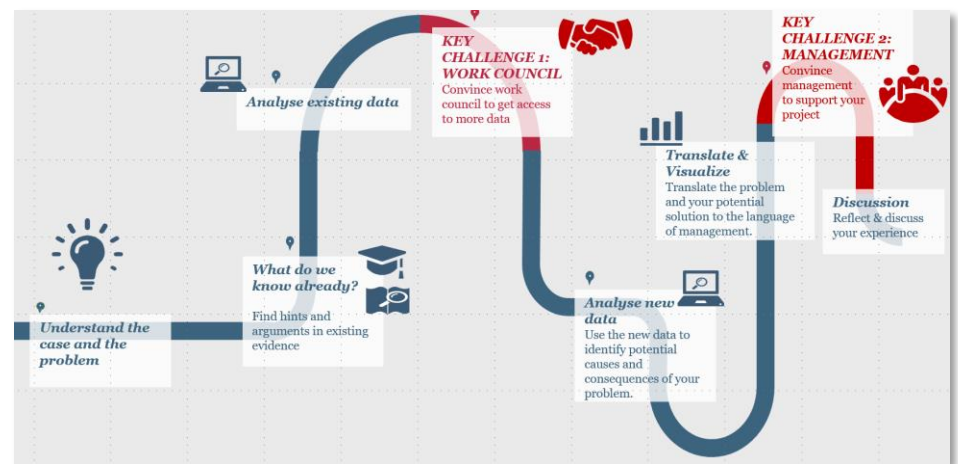 Understand the
case and the
problem
What do we
know already?
Find hints and
arguments in existing
evidence
Analyse existing data
KEY
CHALLENGE 1:
WORK COUNCIL
Convince work
council to get access
to more data
Analyse new
data
Use the new data to
identify potential
causes and
consequences of your
problem.
Translate &
Visualize
Translate the problem
and your potential
solution to the language
of management.
KEY
CHALLENGE 2:
MANAGEMENT
Convince
management
to support your
project
Discussion
Reflect & discuss
your experience